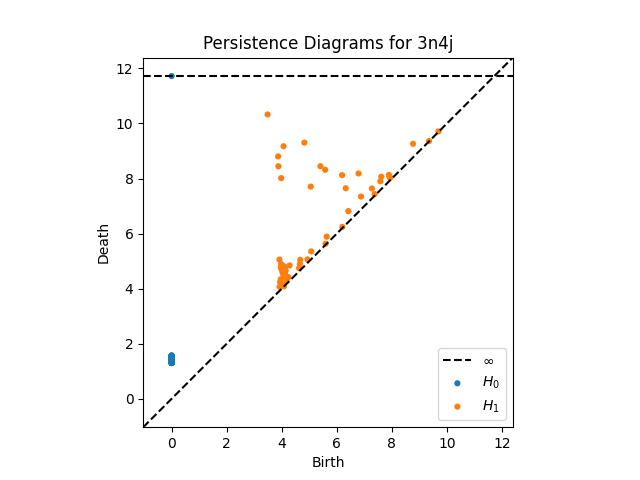 Persistence Diagrams for 3n4j
12
10
8
6
4
2
0
Death
0 2 4 6 8 10 12
Birth
∞
H₀
H₁